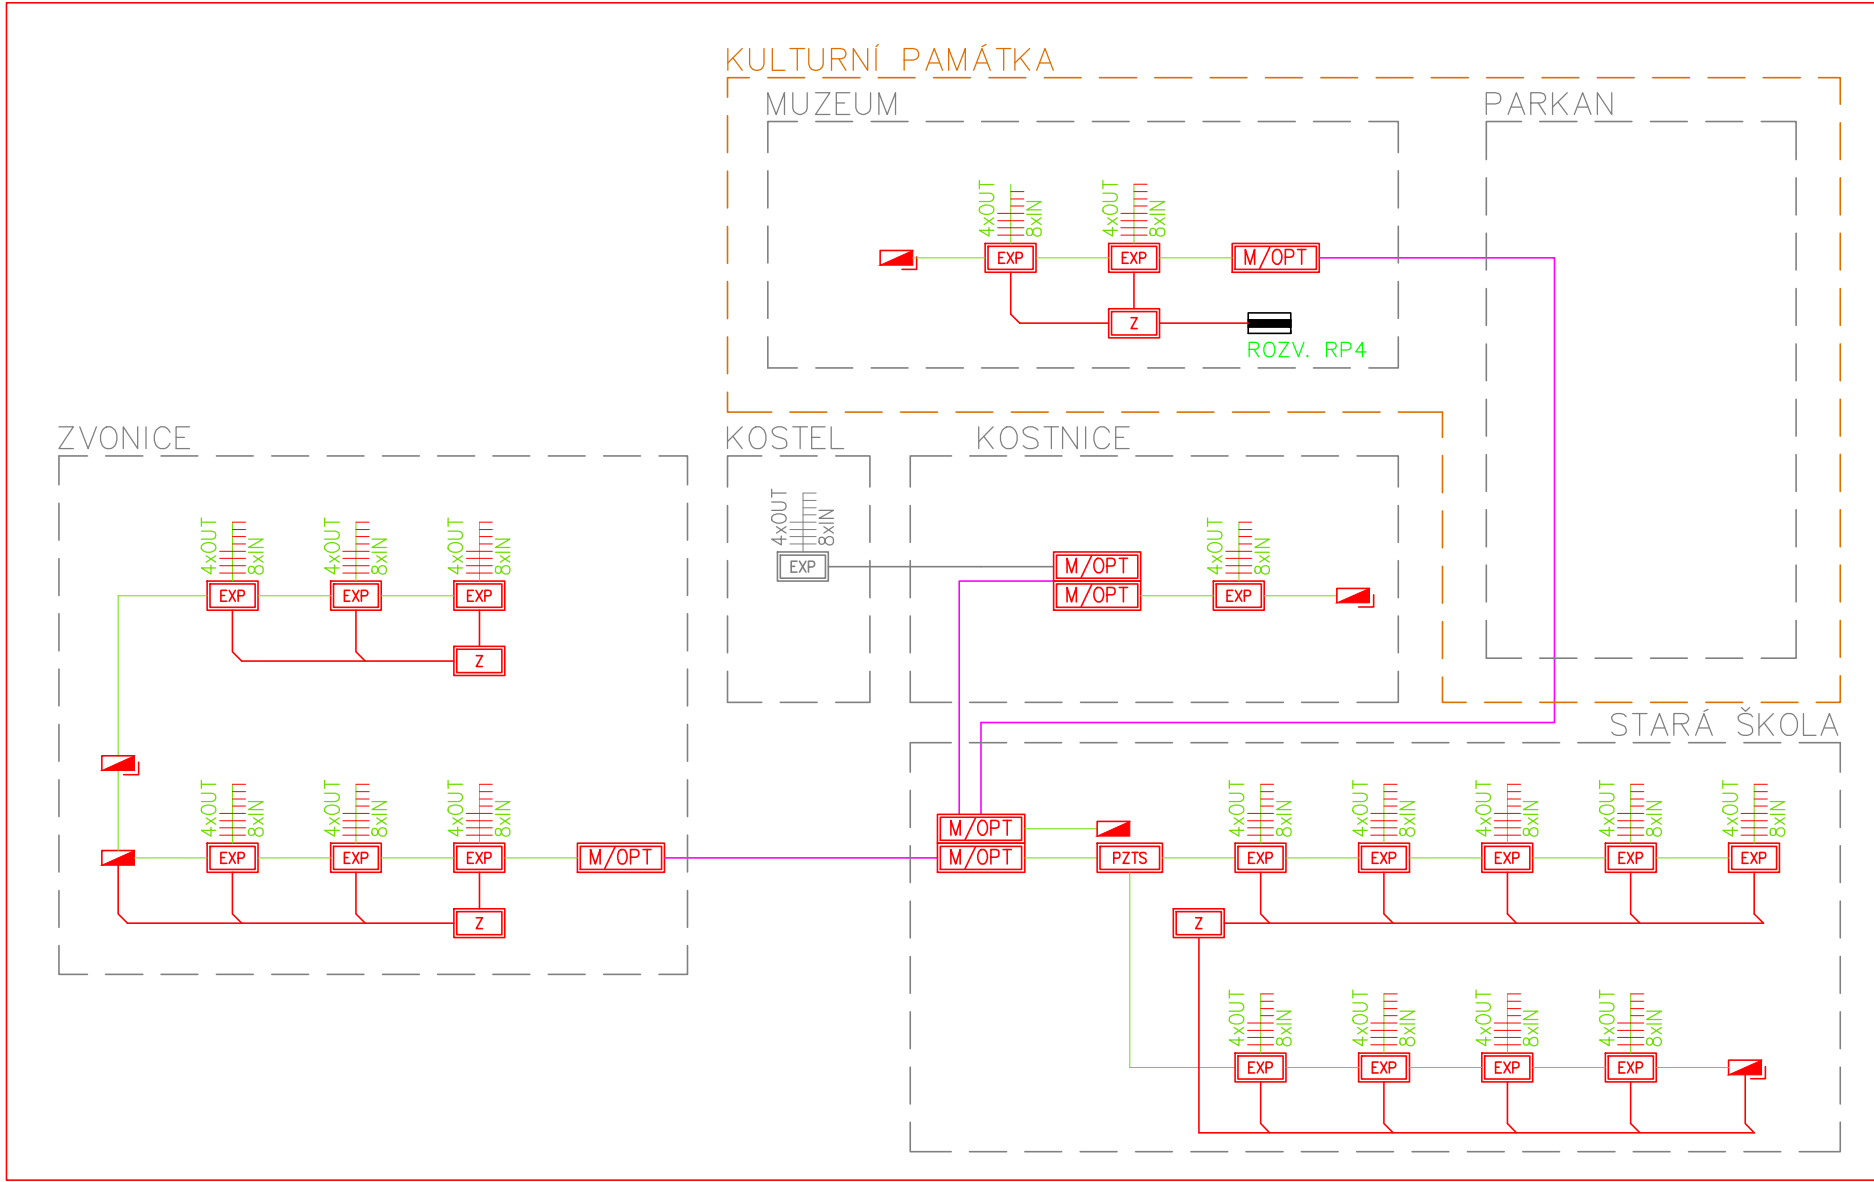 KULTURNÍ PAMÁTKA
MUZEUM
PARKAN
4xOUT 8xIN 4xOUT 8xIN
EXP EXP M/OPT
Z
ROZV. RP4
ZVONICE
KOSTEL
KOSTNICE
4xOUT 8xIN
EXP
4xOUT 8xIN 4xOUT 8xIN 4xOUT 8xIN
EXP EXP EXP
Z
M/OPT
4xOUT 8xIN
M/OPT EXP
STARÁ ŠKOLA
4xOUT 8xIN 4xOUT 8xIN 4xOUT 8xIN
EXP EXP EXP M/OPT
Z
M/OPT
4xOUT 8xIN 4xOUT 8xIN 4xOUT 8xIN 4xOUT 8xIN 4xOUT 8xIN
M/OPT PZTS EXP EXP EXP EXP EXP
Z
4xOUT 8xIN 4xOUT 8xIN 4xOUT 8xIN 4xOUT 8xIN
EXP EXP EXP EXP